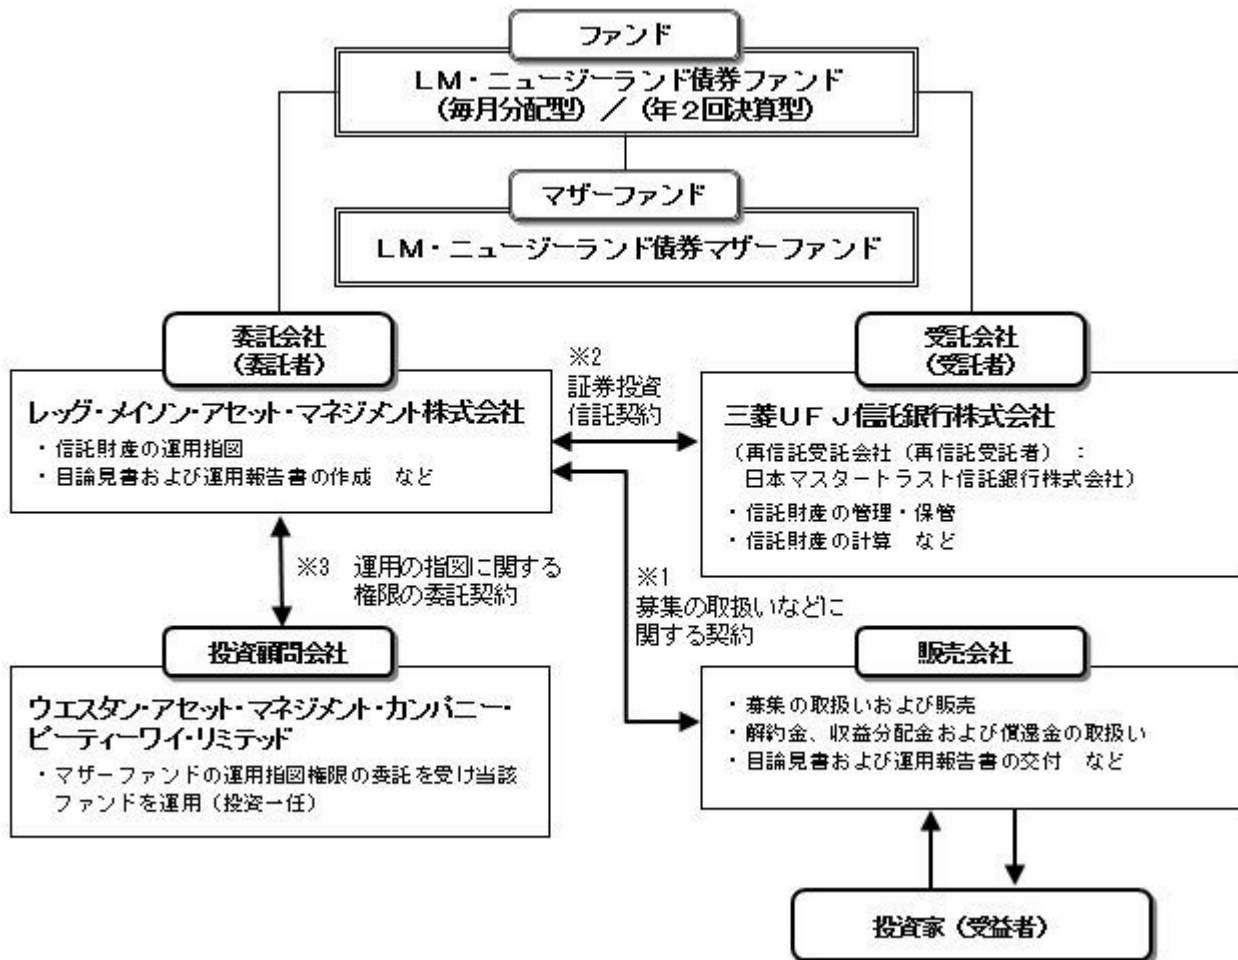 ファンド
LM・ニュージーランド債券ファンド
(毎月分配型) / (年2回決算型)
マザーファンド
LM・ニュージーランド債券マザーファンド
委託会社
(委託者)
レッグ・メイソン・アセット・マネジメント株式会社
・信託財産の運用指図
・目論見書および運用報告書の作成 など
※2
証券投資
信託契約
受託会社
(受託者)
三菱UFJ信託銀行株式会社
(再信託受託会社(再信託受託者) :
日本マスタートラスト信託銀行株式会社)
・信託財産の管理・保管
・信託財産の計算 など
※3 運用の指図に関する
権限の委託契約
※1
募集の取扱いなどに
関する契約
投資顧問会社
ウエスタン・アセット・マネジメント・カンパニー・
ピーティーワイ・リミテッド
・マザーファンドの運用指図権限の委託を受け当該
ファンドを運用(投資一任)
販売会社
・募集の取扱いおよび販売
・解約金、収益分配金および償還金の取扱い
・目論見書および運用報告書の交付 など
投資家(受益者)